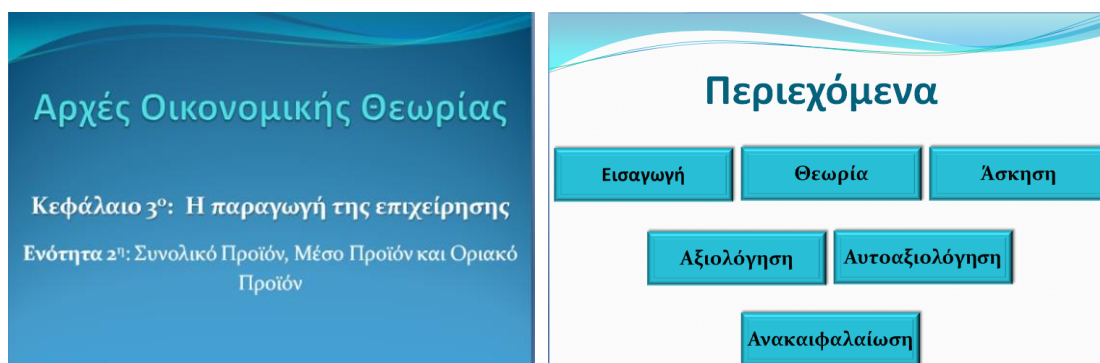 Αρχές Οικονομικής Θεωρίας
Κεφάλαιο 3º: Η παραγωγή της επιχείρησης
Ενότητα 2η: Συνολικό Προϊόν, Μέσο Προϊόν και Οριακό
Προϊόν
Περιεχόμενα
Εισαγωγή
Θεωρία
Άσκηση
Αξιολόγηση
Αυτοαξιολόγηση
Ανακαιφαλαίωση